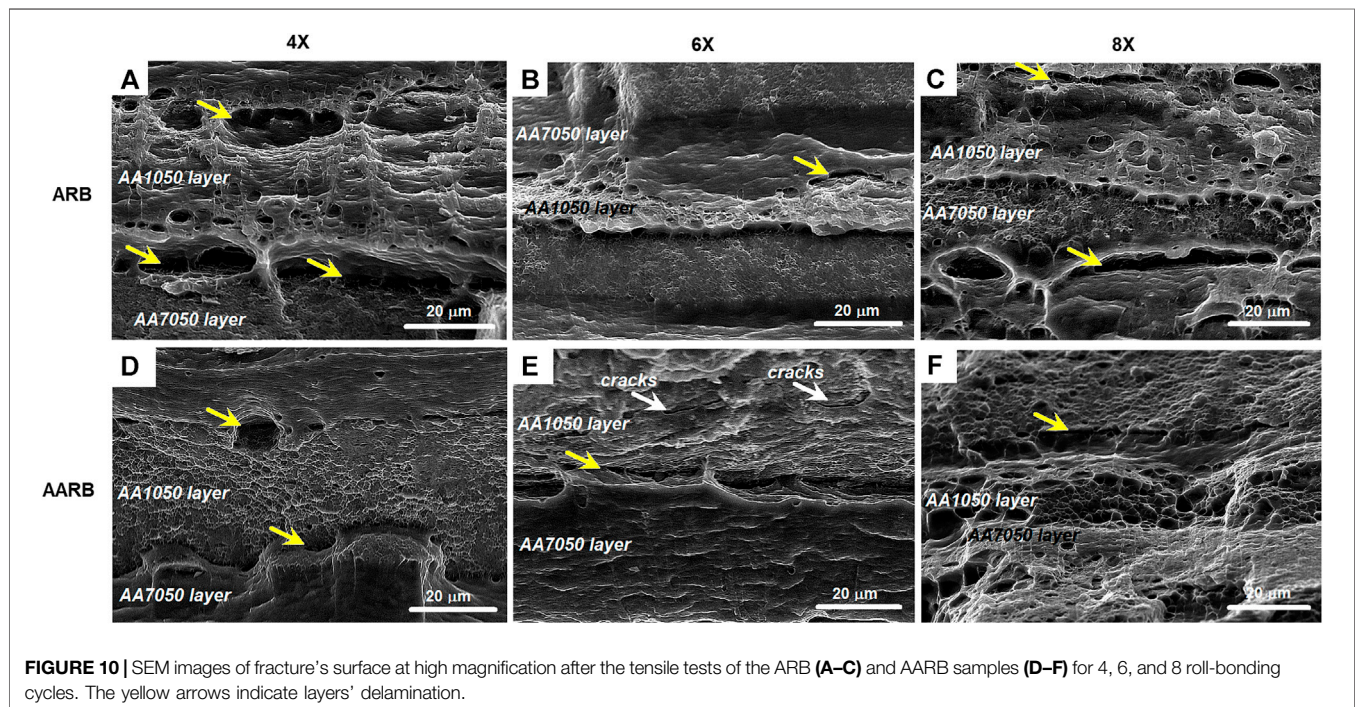 4X
6X
8X
ARB
A
AA1050 layer
AA7050 layer
20 μm
B
AA7050 layer
AA1050 layer
20 μm
C
AA1050 layer
AA7050 layer
20 μm
AARB
D
AA1050 layer
AA7050 layer
20 μm
E
cracks
cracks
AA1050 layer
AA7050 layer
20 μm
F
AA1050 layer
AA7050 layer
20 μm
FIGURE 10 | SEM images of fracture's surface at high magnification after the tensile tests of the ARB (A–C) and AARB samples (D–F) for 4, 6, and 8 roll-bonding
cycles. The yellow arrows indicate layers' delamination.